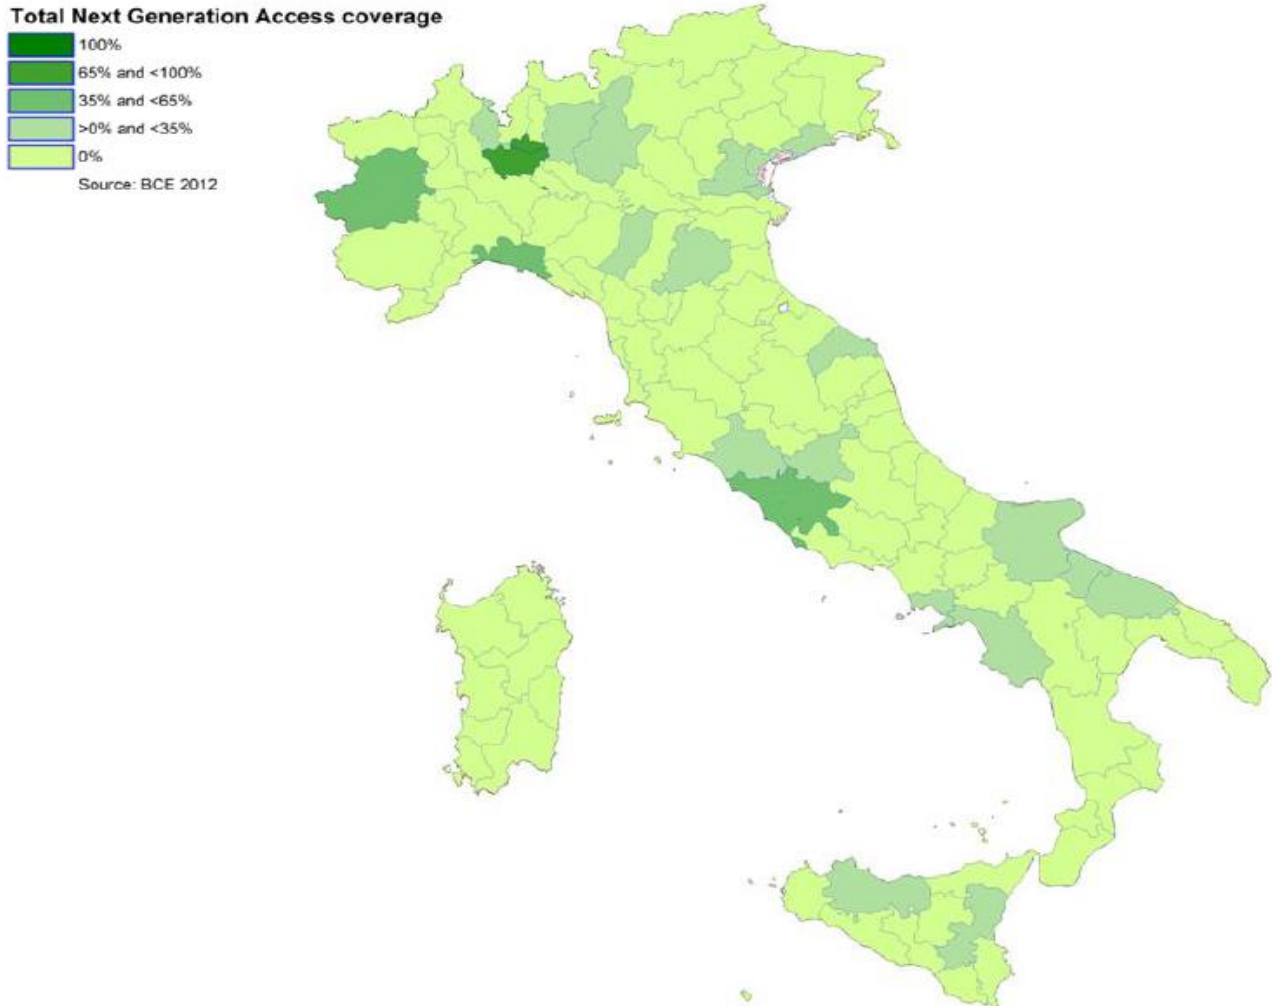 Total Next Generation Access coverage
100%
65% and <100%
35% and <65%
>0% and <35%
0%
Source: BCE 2012